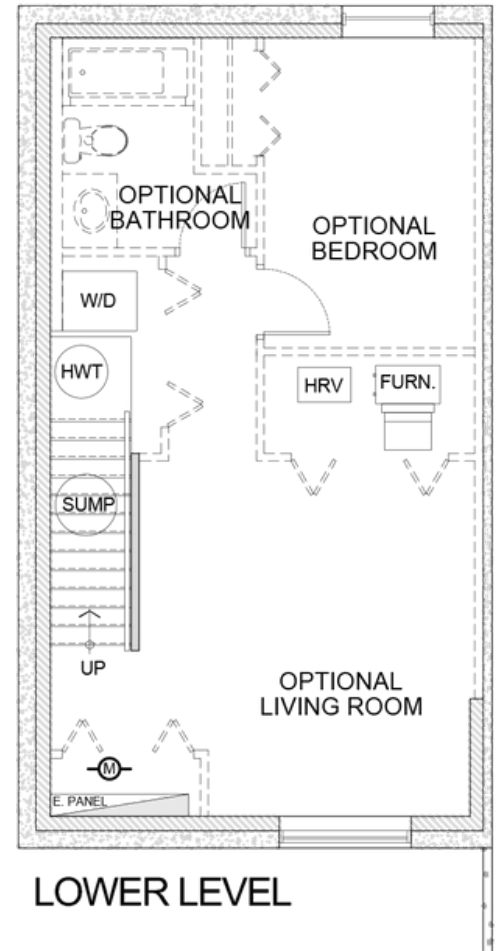 OPTIONAL
BATHROOM
OPTIONAL
BEDROOM
W/D
HWT
HRV
FURN.
SUMP
UP
OPTIONAL
LIVING ROOM
M
E. PANEL
LOWER LEVEL